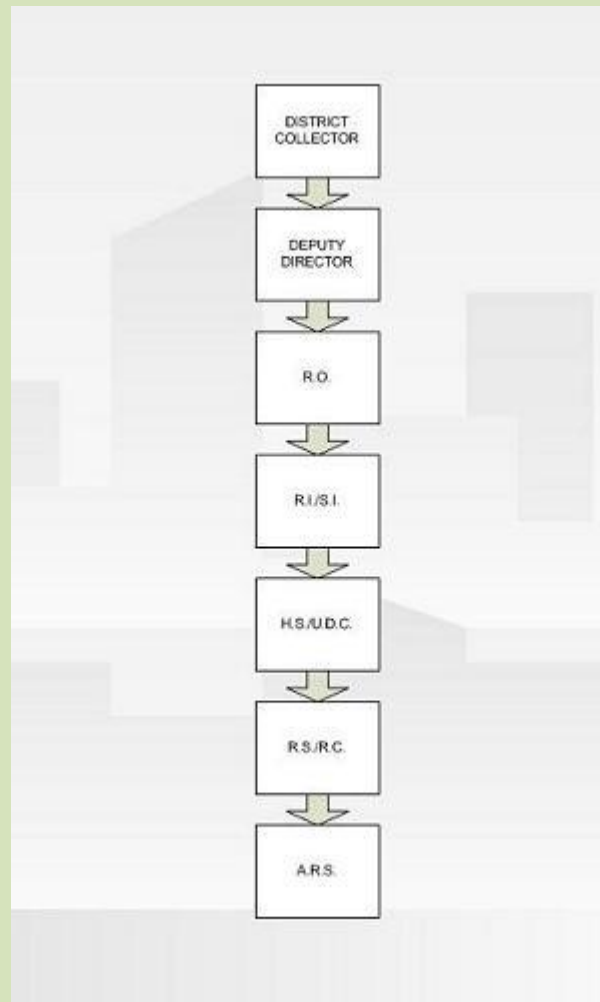 DISTRICT
COLLECTOR
DEPUTY
DIRECTOR
R.O.
R.I./S.I.
H.S./U.D.C.
R.S./R.C.
A.R.S.